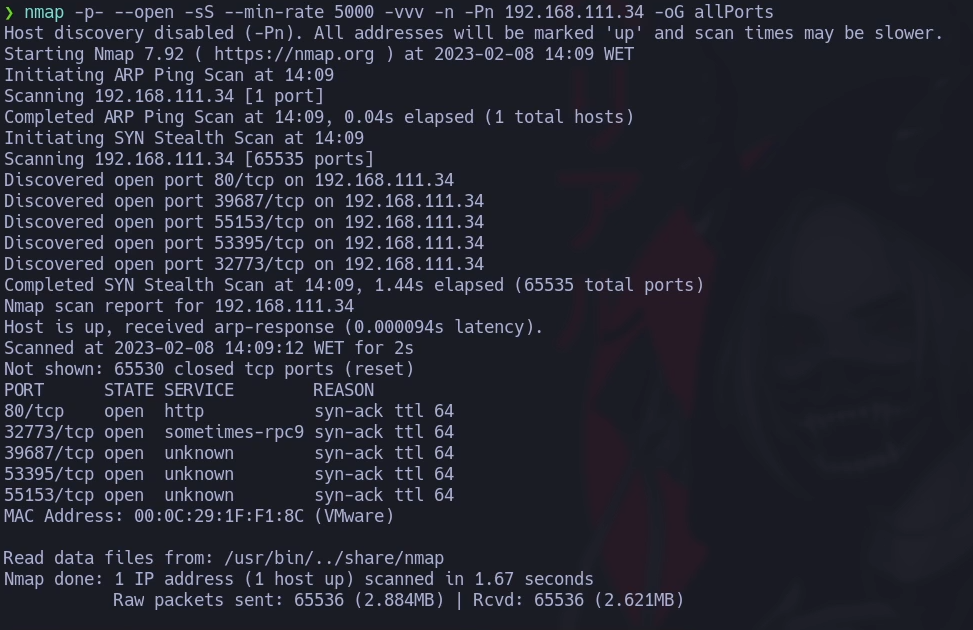 ❯ nmap -p- --open -sS --min-rate 5000 -vvv -n -Pn 192.168.111.34 -oG allPorts
Host discovery disabled (-Pn). All addresses will be marked 'up' and scan times may be slower.
Starting Nmap 7.92 ( https://nmap.org ) at 2023-02-08 14:09 WET
Initiating ARP Ping Scan at 14:09
Scanning 192.168.111.34 [1 port]
Completed ARP Ping Scan at 14:09, 0.04s elapsed (1 total hosts)
Initiating SYN Stealth Scan at 14:09
Scanning 192.168.111.34 [65535 ports]
Discovered open port 80/tcp on 192.168.111.34
Discovered open port 39687/tcp on 192.168.111.34
Discovered open port 55153/tcp on 192.168.111.34
Discovered open port 53395/tcp on 192.168.111.34
Discovered open port 32773/tcp on 192.168.111.34
Completed SYN Stealth Scan at 14:09, 1.44s elapsed (65535 total ports)
Nmap scan report for 192.168.111.34
Host is up, received arp-response (0.000094s latency).
Scanned at 2023-02-08 14:09:12 WET for 2s
Not shown: 65530 closed tcp ports (reset)
PORT      STATE SERVICE        REASON
80/tcp    open  http           syn-ack ttl 64
32773/tcp open  sometimes-rpc9 syn-ack ttl 64
39687/tcp open  unknown        syn-ack ttl 64
53395/tcp open  unknown        syn-ack ttl 64
55153/tcp open  unknown        syn-ack ttl 64
MAC Address: 00:0C:29:1F:F1:8C (VMware)

Read data files from: /usr/bin/../share/nmap
Nmap done: 1 IP address (1 host up) scanned in 1.67 seconds
           Raw packets sent: 65536 (2.884MB) | Rcvd: 65536 (2.621MB)